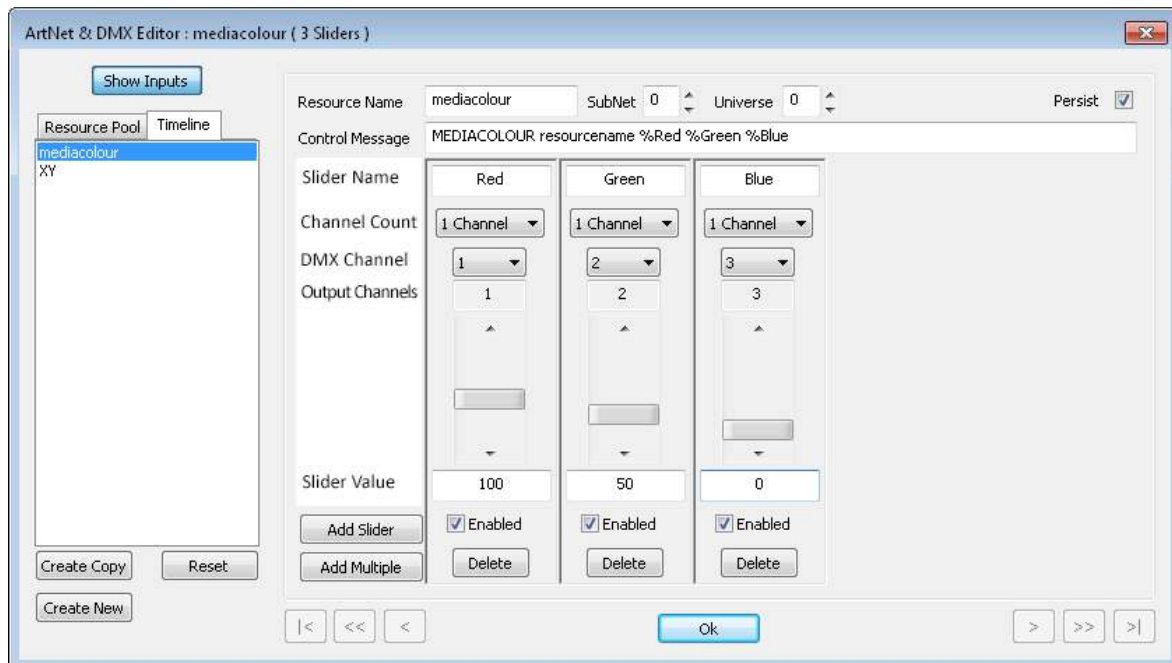 ArtNet & DMX Editor : mediacolour ( 3 Sliders )
Show Inputs
Resource Pool Timeline
mediacolour
XY
Create Copy Reset
Create New
Resource Name mediacolour SubNet 0 Universe 0 Persist
Control Message MEDIACOLOUR resourcename %Red %Green %Blue
Slider Name Red Green Blue
Channel Count 1 Channel 1 Channel 1 Channel
DMX Channel 1 2 3
Output Channels 1 2 3
Slider Value 100 50 0
Add Slider Enabled Enabled Enabled
Add Multiple Delete Delete Delete
|< << < Ok > >> >|